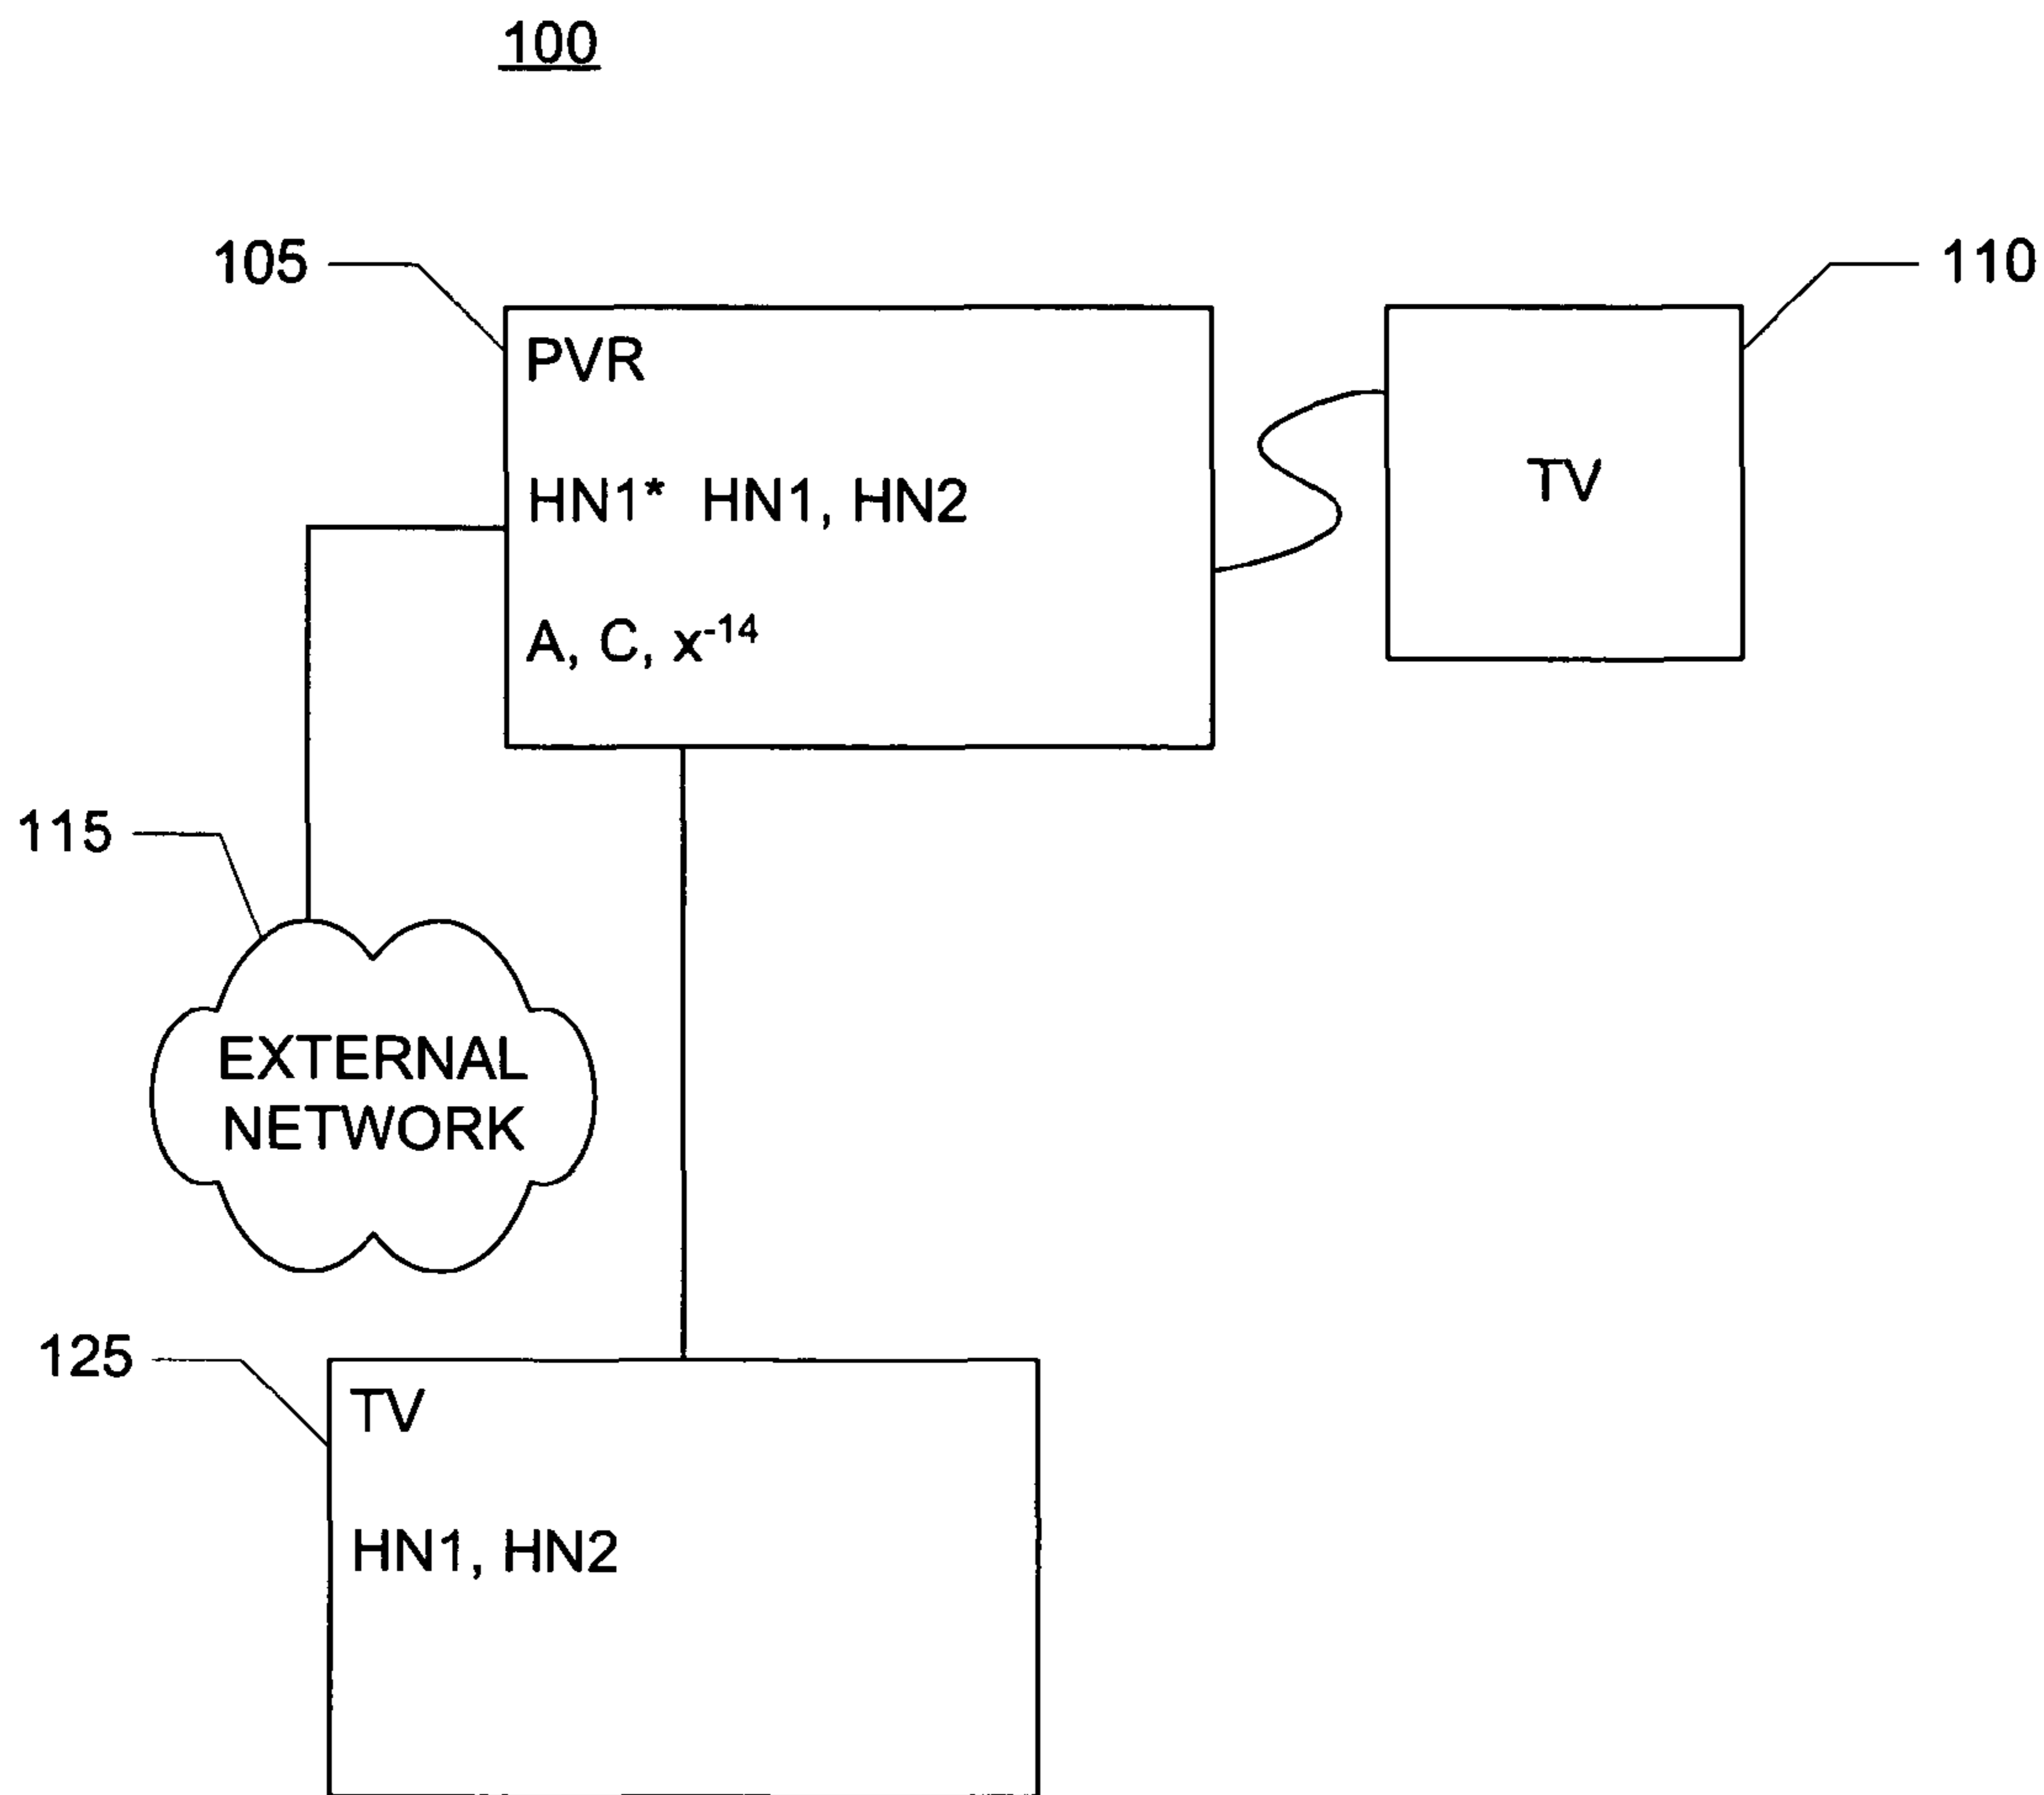 100
105
110
PVR
HN1* HN1, HN2
A, C, x⁻¹⁴
TV
115
EXTERNAL
NETWORK
125
TV
HN1, HN2